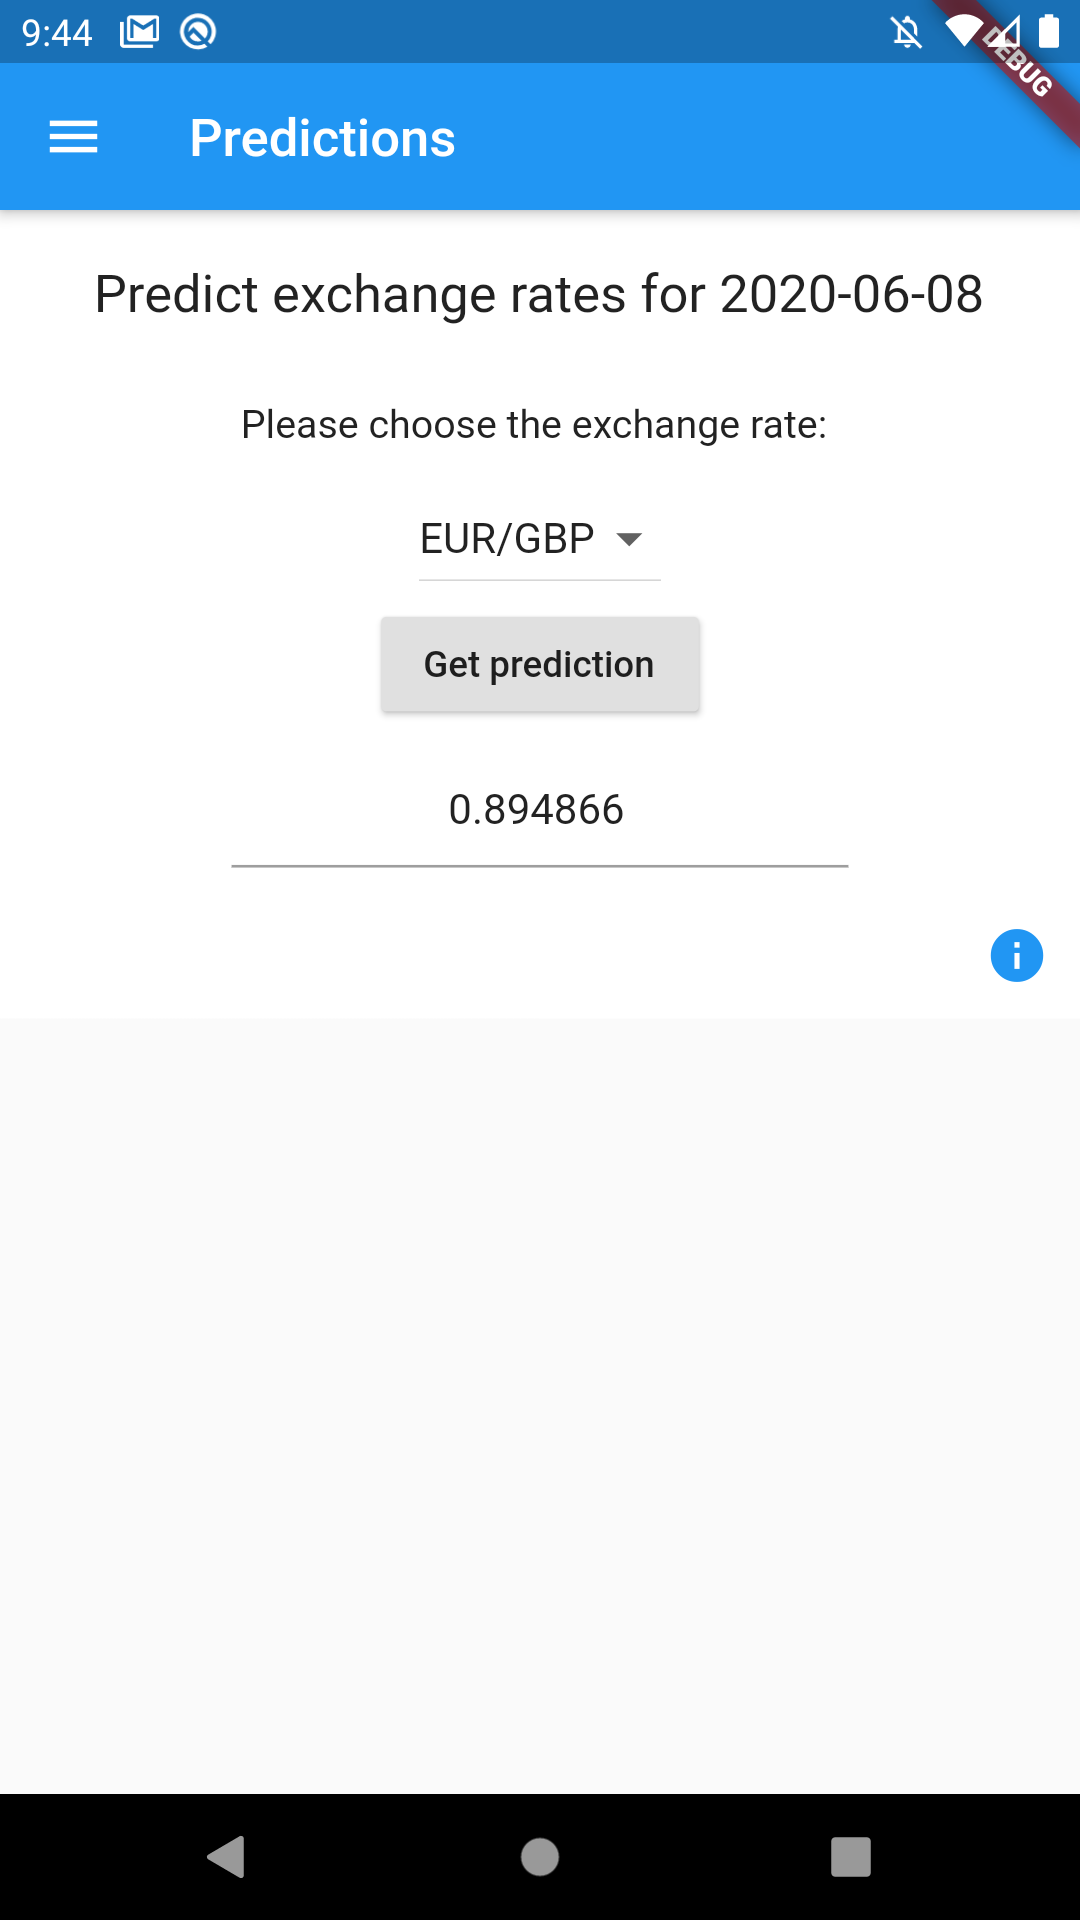 9:44
DEBUG
Predictions
Predict exchange rates for 2020-06-08
Please choose the exchange rate:
EUR/GBP
Get prediction
0.894866
i